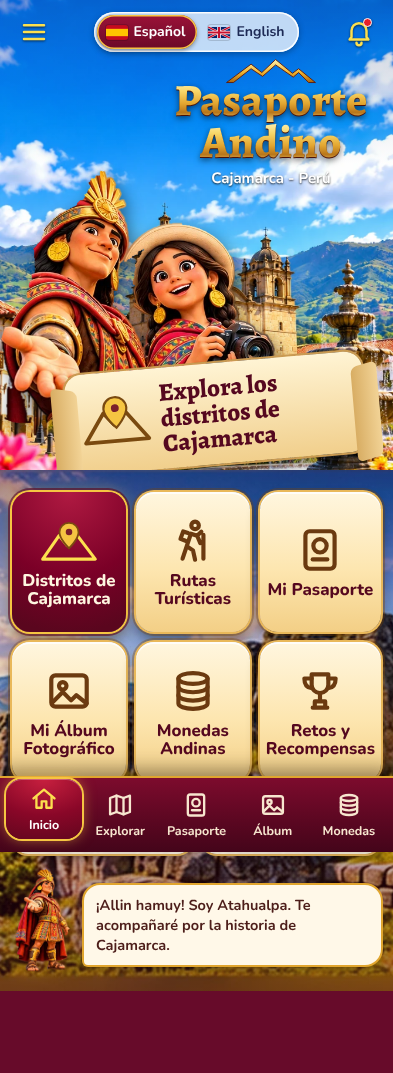 Español
English
Pasaporte
Andino
Cajamarca - Perú
Explora los
distritos de
Cajamarca
Distritos de
Cajamarca
Rutas
Turísticas
Mi Pasaporte
Mi Álbum
Fotográfico
Monedas
Andinas
Retos y
Recompensas
Inicio
Explorar
Pasaporte
Álbum
Monedas
¡Allin hamuy! Soy Atahualpa. Te
acompañaré por la historia de
Cajamarca.